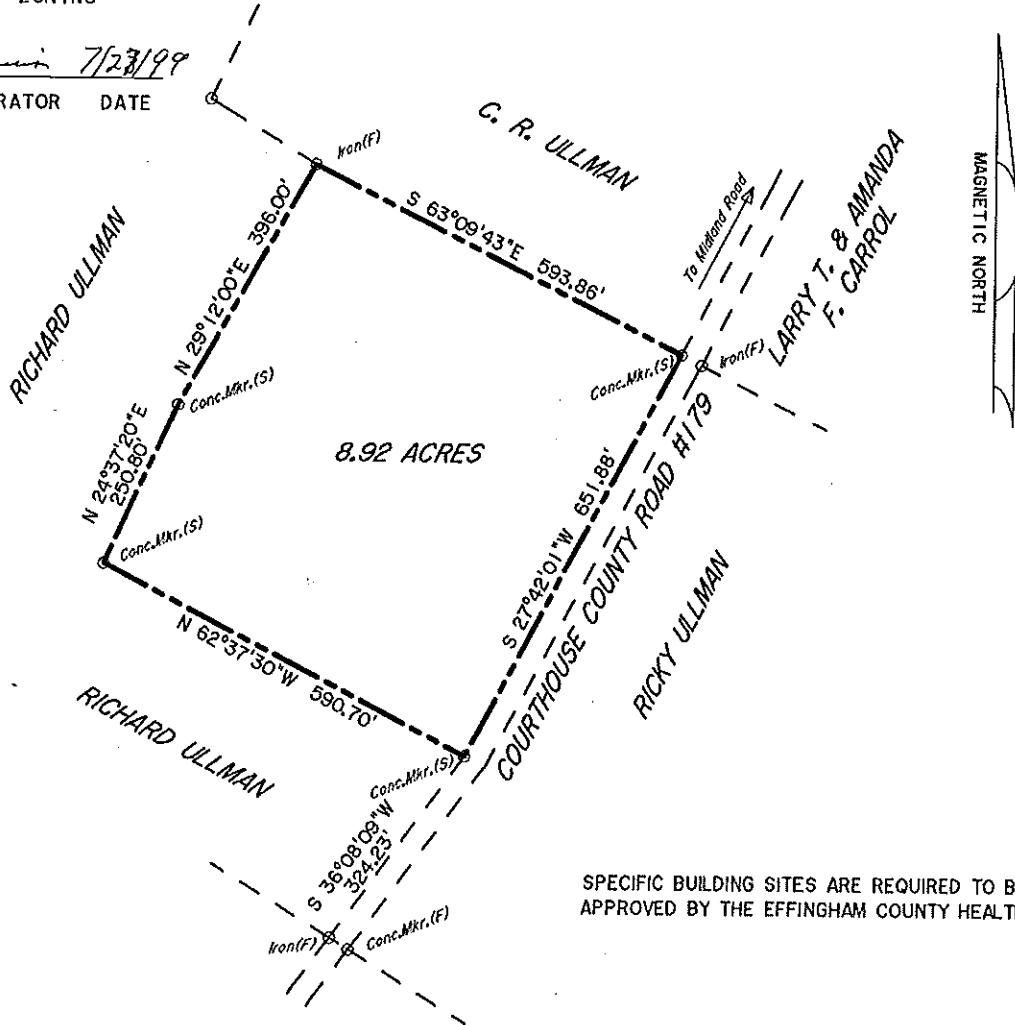 ZONING
7/23/99
RATOR DATE
C. R. ULLMAN
Iron(F)
S 63°09'43"E 593.86'
To Midland Road
LARRY T. & AMANDA
F. CARROL
MAGNETIC NORTH
RICHARD ULLMAN
N 29°12'00"E 396.00'
Conc.Mkr.(S)
Iron(F)
Conc.Mkr.(S)
8.92 ACRES
N 24°37'20"E
250.80'
Conc.Mkr.(S)
S 27°42'01"W 651.88'
COURTHOUSE COUNTY ROAD #179
RICKY ULLMAN
N 62°37'30"W 590.70'
RICHARD ULLMAN
Conc.Mkr.(S)
S 36°08'09"W
324.23'
Iron(F)
Conc.Mkr.(F)
SPECIFIC BUILDING SITES ARE REQUIRED TO B
APPROVED BY THE EFFINGHAM COUNTY HEALT